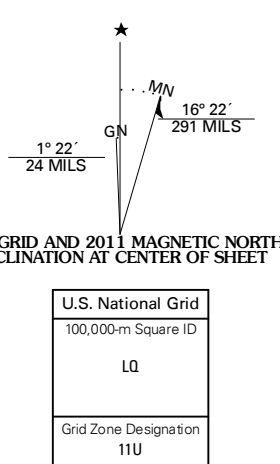 MN
GN
16° 22´
291 MILS
1° 22´
24 MILS
GRID AND 2011 MAGNETIC NORTH
CLINATION AT CENTER OF SHEET
U.S. National Grid
100,000-m Square ID
LQ
Grid Zone Designation
11U